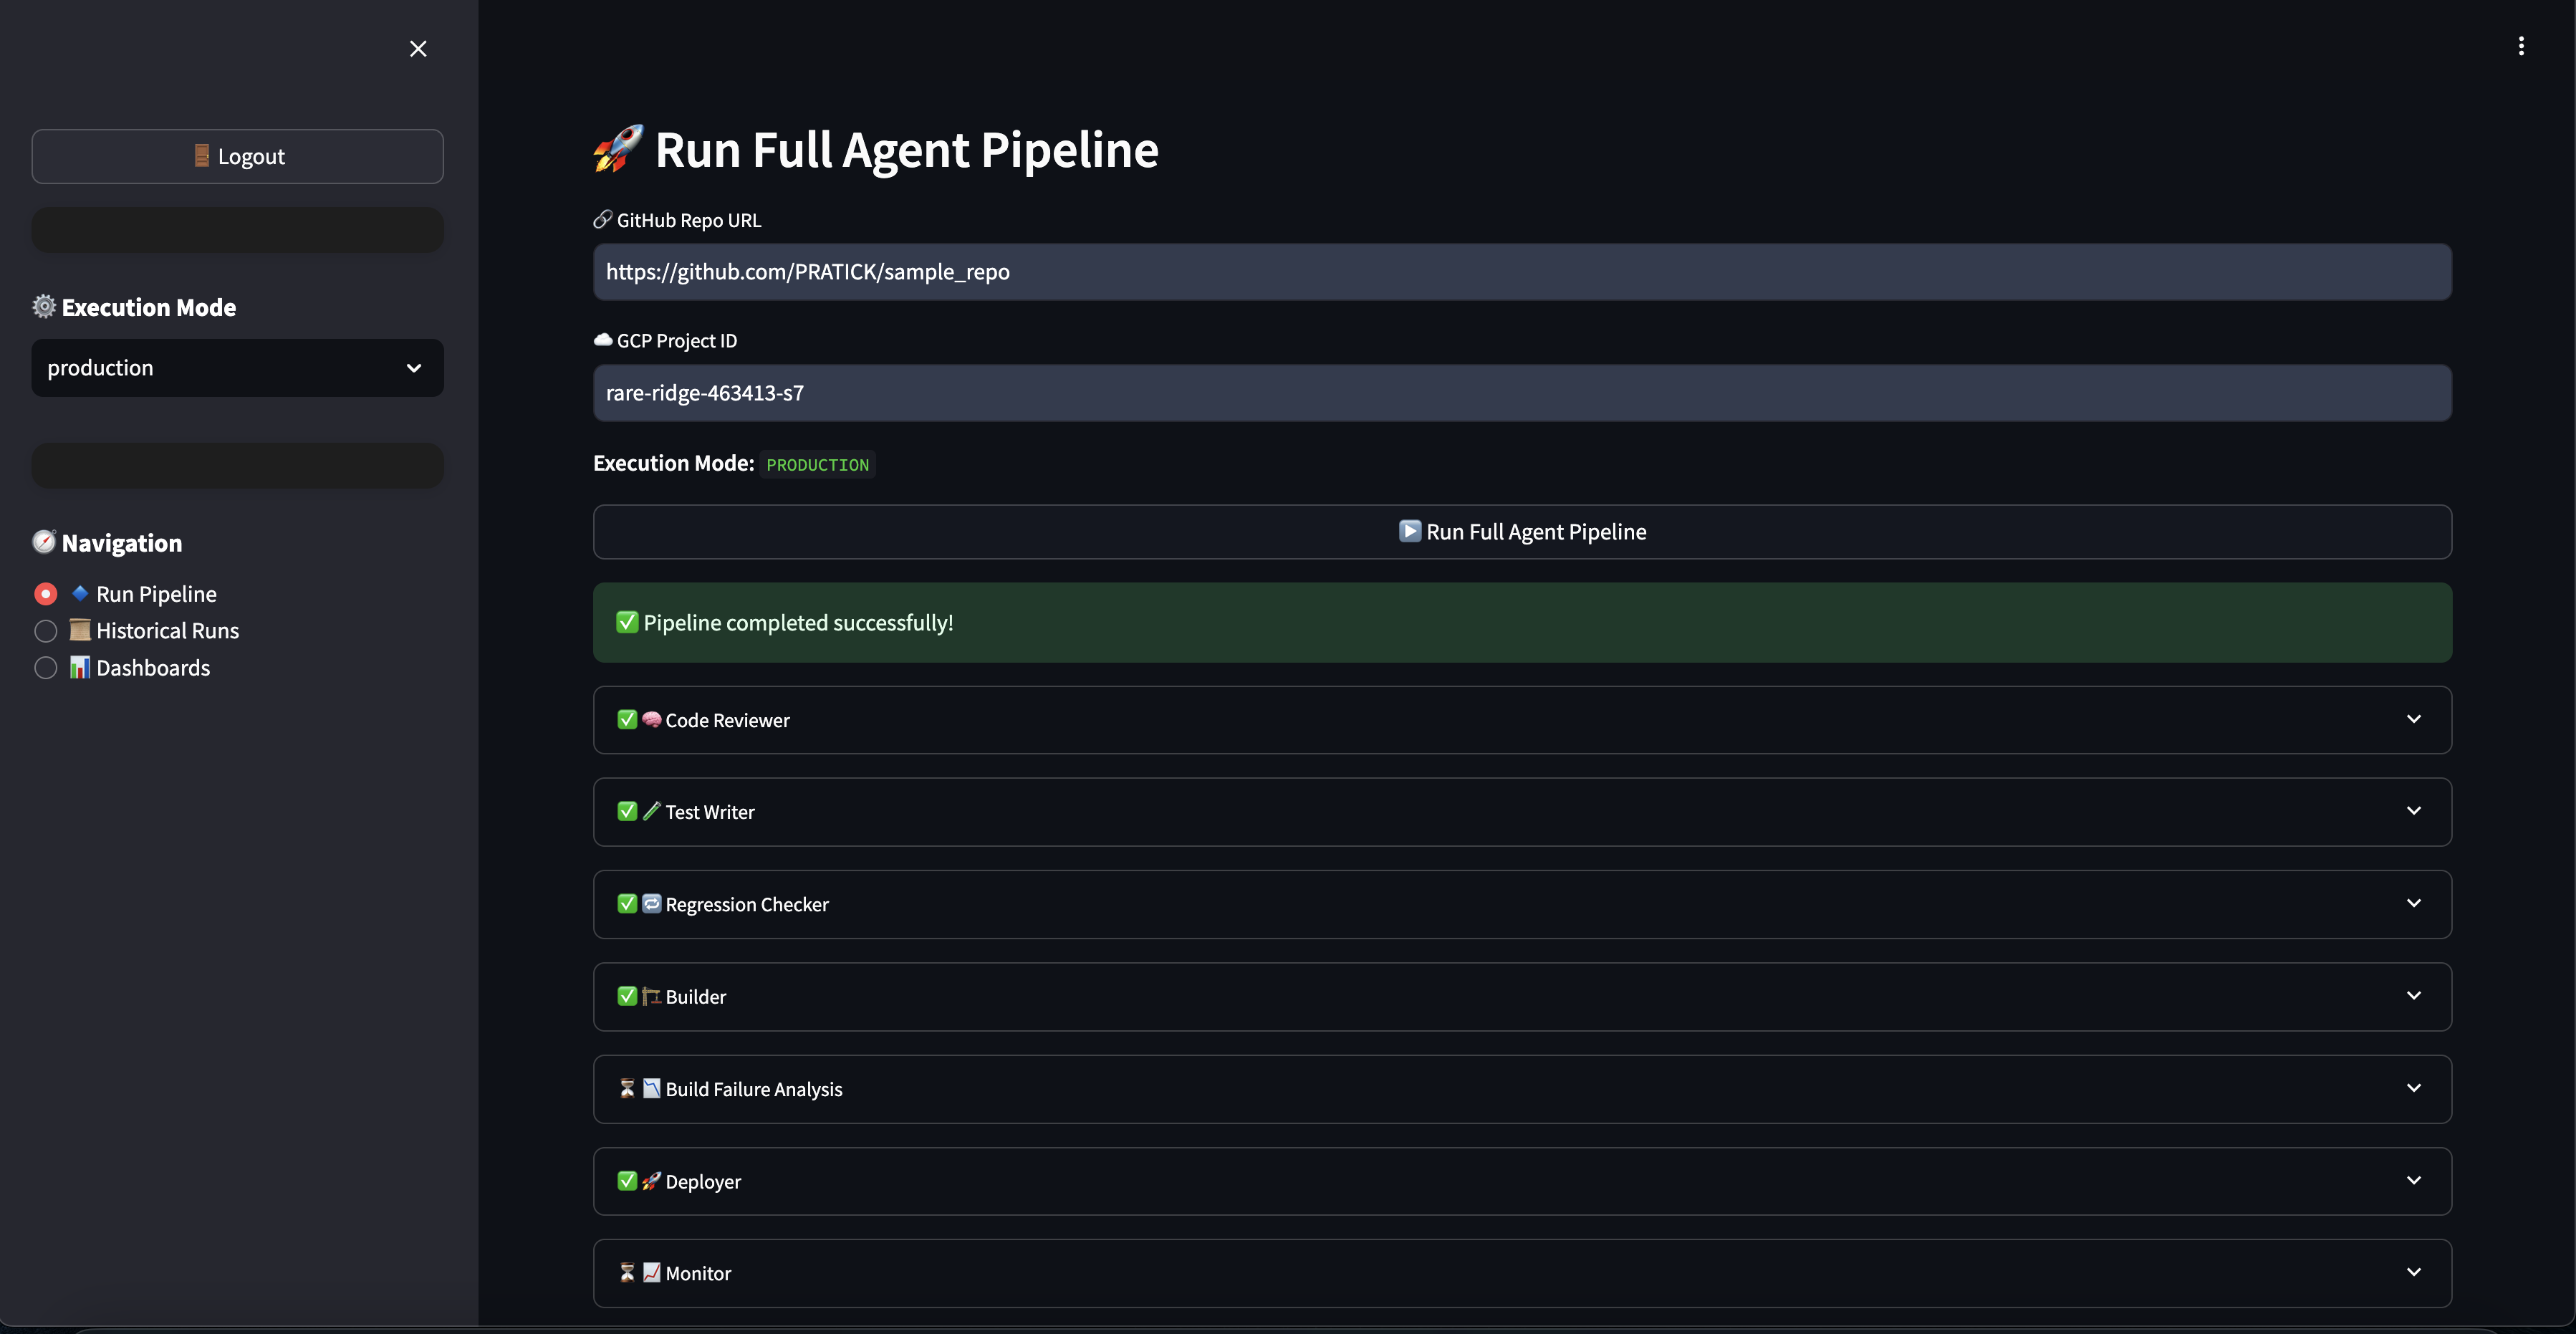 Logout
Execution Mode
production
Navigation
Run Pipeline
Historical Runs
Dashboards
Run Full Agent Pipeline
GitHub Repo URL
https://github.com/PRATICK/sample_repo
GCP Project ID
rare-ridge-463413-s7
Execution Mode: PRODUCTION
Run Full Agent Pipeline
Pipeline completed successfully!
Code Reviewer
Test Writer
Regression Checker
Builder
Build Failure Analysis
Deployer
Monitor